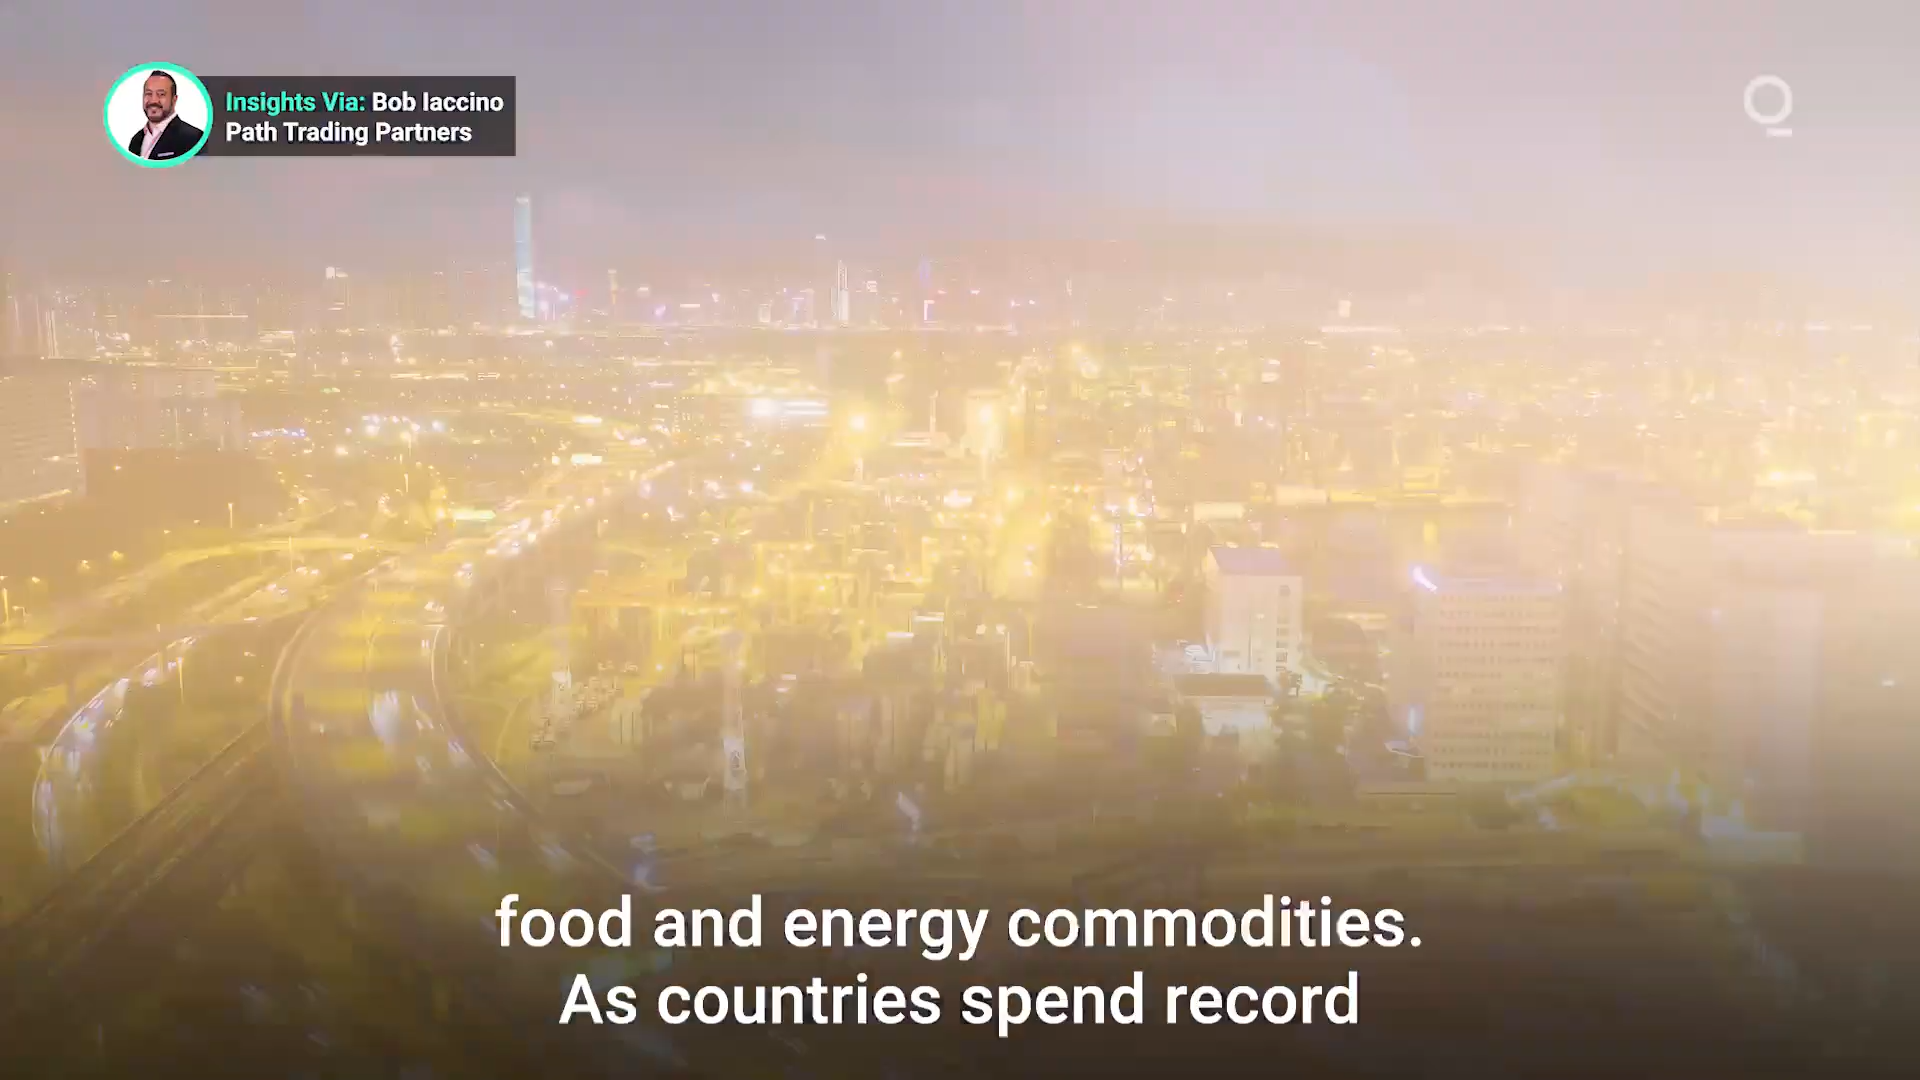 Insights Via: Bob Iaccino
Path Trading Partners
food and energy commodities.
As countries spend record